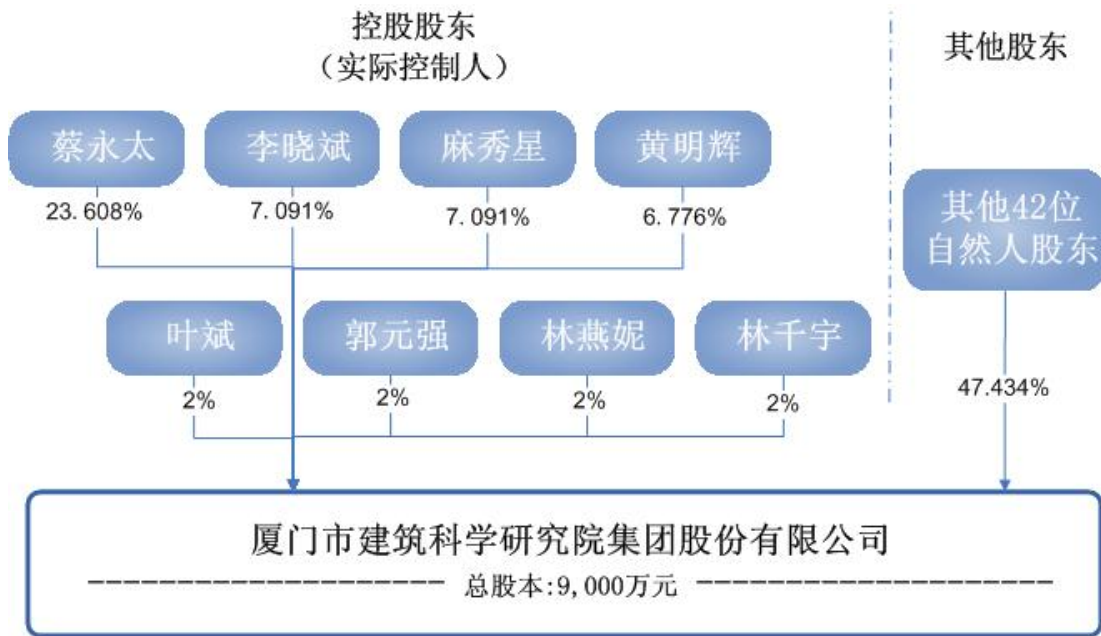 控股股东
（实际控制人）
其他股东
蔡永太
李晓斌
麻秀星
黄明辉
23.608%
7.091%
7.091%
6.776%
其他42位
自然人股东
叶斌
郭元强
林燕妮
林千宇
2%
2%
2%
2%
47.434%
厦门市建筑科学研究院集团股份有限公司
总股本:9,000万元